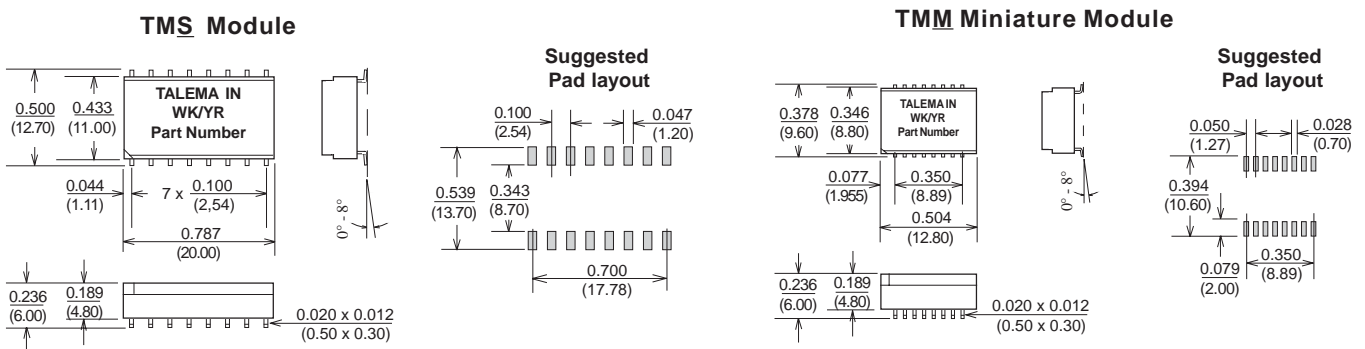 TMS Module
0.500
(12.70)
0.433
(11.00)
TALEMA IN
WK/YR
Part Number
0.044
(1.11)
7 x 0.100
(2,54)
0.787
(20.00)
0° - 8°
0.236
(6.00)
0.189
(4.80)
0.020 x 0.012
(0.50 x 0.30)
Suggested
Pad layout
0.100
(2.54)
0.047
(1.20)
0.539
(13.70)
0.343
(8.70)
0.700
(17.78)
TMM Miniature Module
0.378
(9.60)
0.346
(8.80)
TALEMA IN
WK/YR
Part Number
0.077
(1.955)
0.350
(8.89)
0.504
(12.80)
0° - 8°
0.236
(6.00)
0.189
(4.80)
0.020 x 0.012
(0.50 x 0.30)
Suggested
Pad layout
0.050
(1.27)
0.028
(0.70)
0.394
(10.60)
0.079
(2.00)
0.350
(8.89)